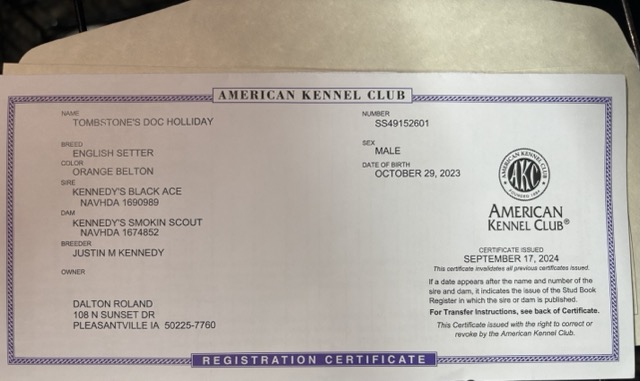 AMERICAN KENNEL CLUB
NAME
TOMBSTONE'S DOC HOLLIDAY
NUMBER
SS49152601
BREED
ENGLISH SETTER
SEX
MALE
COLOR
ORANGE BELTON
DATE OF BIRTH
OCTOBER 29, 2023
SIRE
KENNEDY'S BLACK ACE
NAVHDA 1690989
DAM
KENNEDY'S SMOKIN SCOUT
NAVHDA 1674852
BREEDER
JUSTIN M KENNEDY
OWNER
DALTON ROLAND
108 N SUNSET DR
PLEASANTVILLE IA 50225-7760
AMERICAN KENNEL CLUB
AKC
FOUNDED 1884
AMERICAN
KENNEL CLUB®
CERTIFICATE ISSUED
SEPTEMBER 17, 2024
This certificate invalidates all previous certificates issued.
If a date appears after the name and number of the
sire and dam, it indicates the issue of the Stud Book
Register in which the sire or dam is published.
For Transfer Instructions, see back of Certificate.
This Certificate issued with the right to correct or
revoke by the American Kennel Club.
REGISTRATION CERTIFICATE